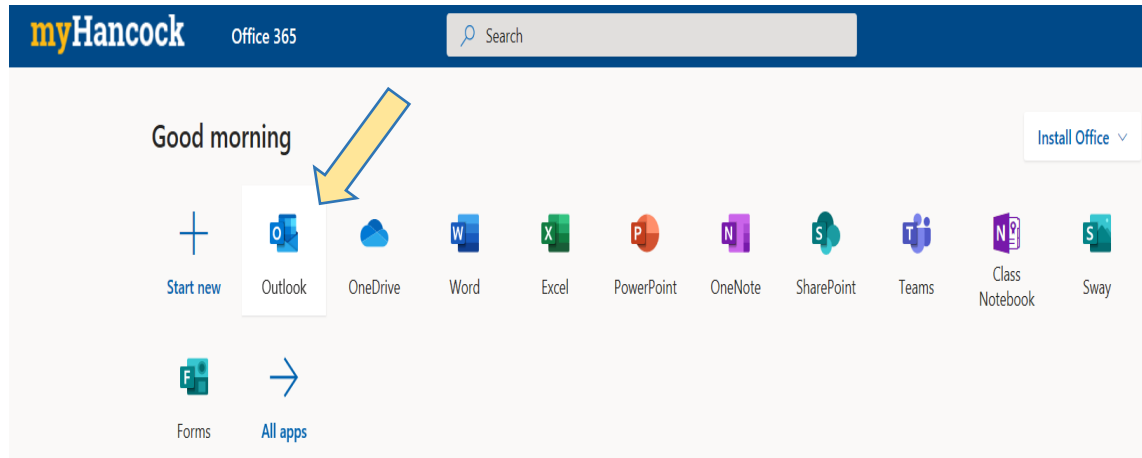 myHancock Office 365 Search
Good morning
Install Office
Start new Outlook OneDrive Word Excel PowerPoint OneNote SharePoint Teams Class Notebook Sway
Forms All apps